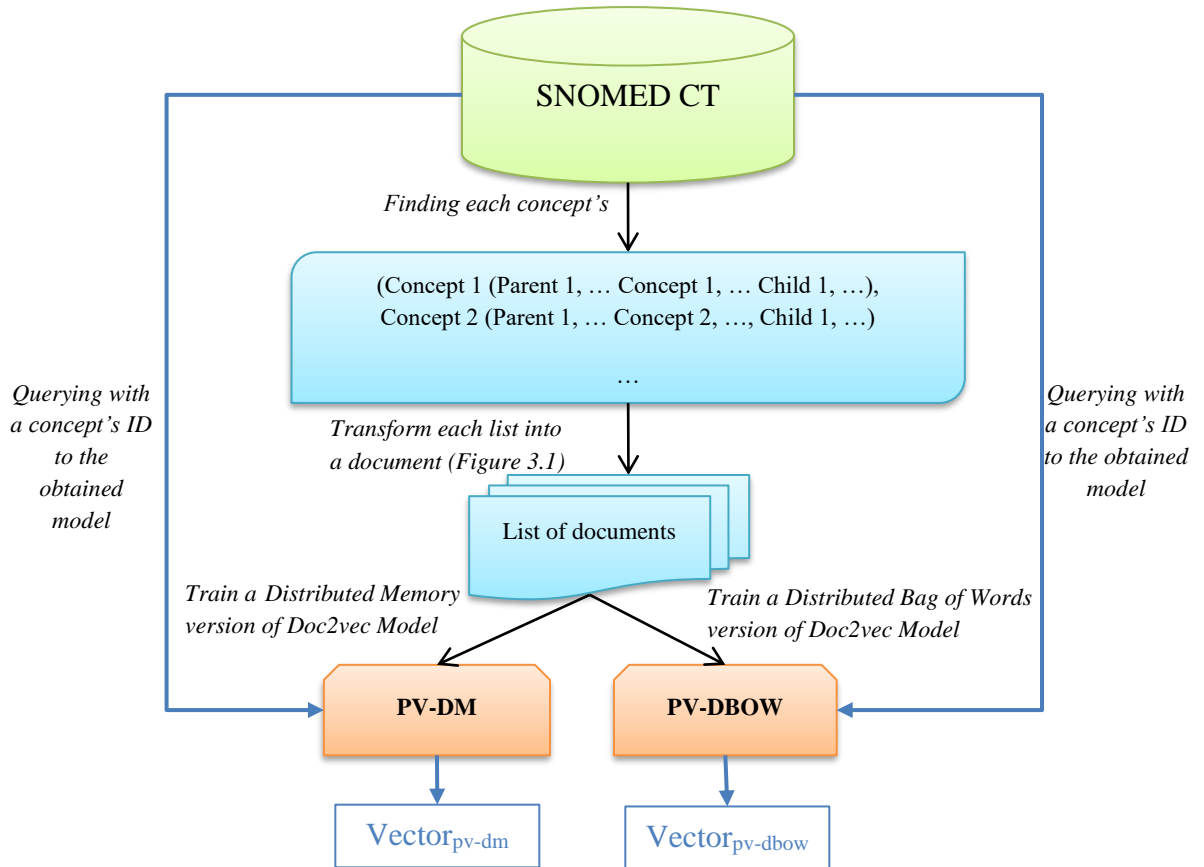 SNOMED CT
Finding each concept's
(Concept 1 (Parent 1, … Concept 1, … Child 1, …),
Concept 2 (Parent 1, … Concept 2, …, Child 1, …)
…
Querying with
a concept's ID
to the
obtained
model
Querying with
a concept's ID
to the obtained
model
Transform each list into
a document (Figure 3.1)
List of documents
Train a Distributed Memory
version of Doc2vec Model
Train a Distributed Bag of Words
version of Doc2vec Model
PV-DM
PV-DBOW
Vectorpv-dm
Vectorpv-dbow